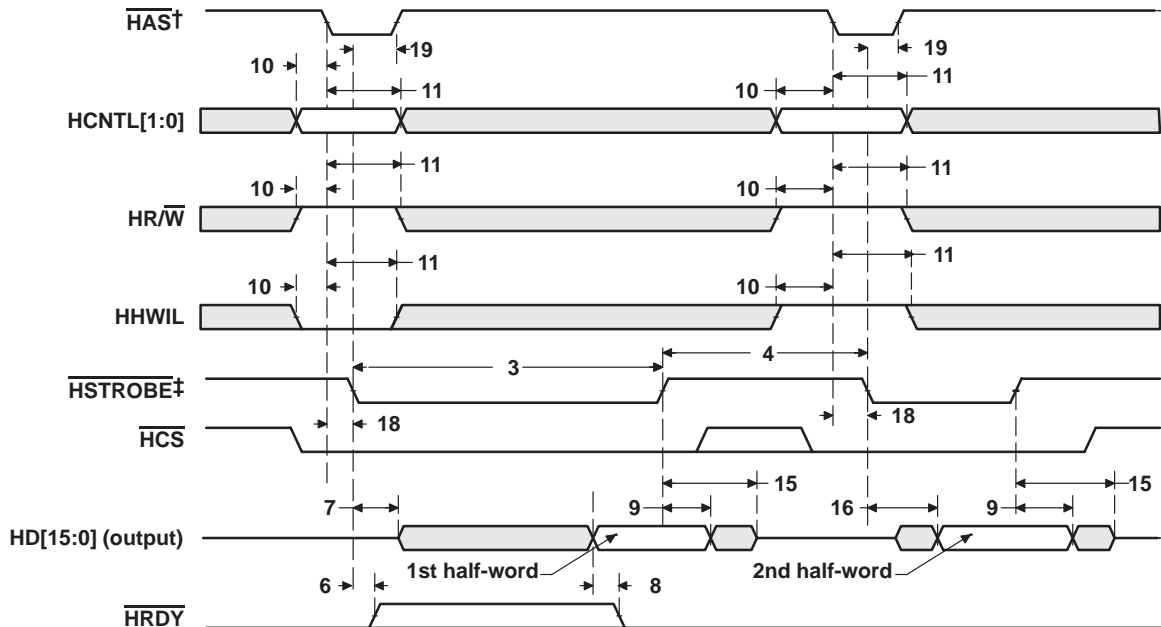 HAS†
19
19
10
11
10
11
HCNTL[1:0]
11
11
10
10
HR/W
11
11
10
10
HHWIL
3
4
HSTROBE‡
18
18
HCS
15
15
7
9
16
9
HD[15:0] (output)
1st half-word
2nd half-word
6
8
HRDY